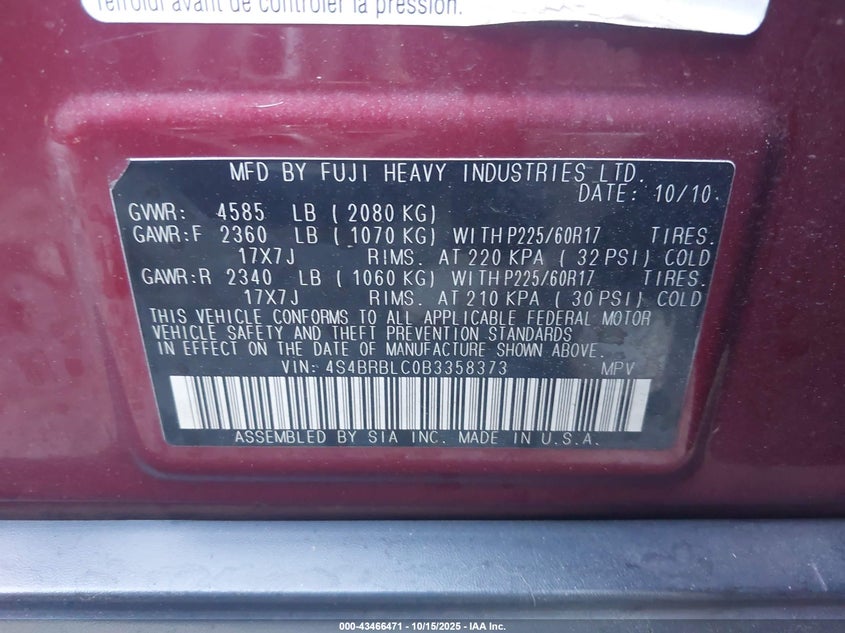 refroidi avant de contrôler la pression.
MFD BY FUJI HEAVY INDUSTRIES LTD.
DATE: 10/10
GVWR: 4585 LB ( 2080 KG)
GAWR:F 2360 LB ( 1070 KG) WITH P225/60R17 TIRES.
17X7J RIMS. AT 220 KPA ( 32 PSI) COLD
GAWR:R 2340 LB ( 1060 KG) WITH P225/60R17 TIRES.
17X7J RIMS. AT 210 KPA ( 30 PSI) COLD
THIS VEHICLE CONFORMS TO ALL APPLICABLE FEDERAL MOTOR
VEHICLE SAFETY AND THEFT PREVENTION STANDARDS
IN EFFECT ON THE DATE OF MANUFACTURE SHOWN ABOVE.
VIN: 4S4BRBLC0B3358373 MPV
ASSEMBLED BY SIA INC. MADE IN U.S.A.
000-43466471 - 10/15/2025 - IAA Inc.